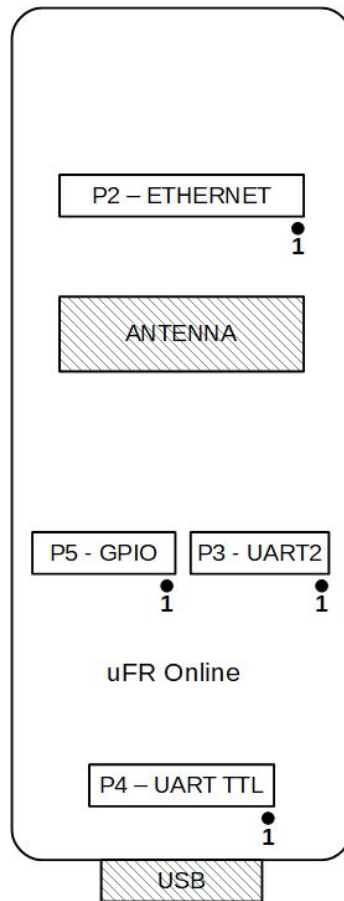 P2 – ETHERNET
1
ANTENNA
P5 - GPIO
P3 - UART2
1
1
uFR Online
P4 – UART TTL
1
USB